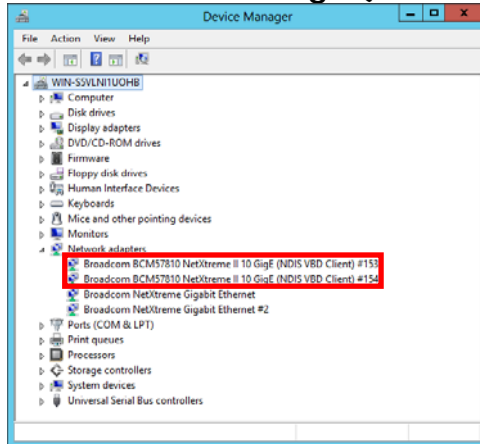 Device Manager
File Action View Help
WIN-S5VLNI1UOHB
Computer
Disk drives
Display adapters
DVD/CD-ROM drives
Firmware
Floppy disk drives
Human Interface Devices
Keyboards
Mice and other pointing devices
Monitors
Network adapters
Broadcom BCM57810 NetXtreme II 10 GigE (NDIS VBD Client) #153
Broadcom BCM57810 NetXtreme II 10 GigE (NDIS VBD Client) #154
Broadcom NetXtreme Gigabit Ethernet
Broadcom NetXtreme Gigabit Ethernet #2
Ports (COM & LPT)
Print queues
Processors
Storage controllers
System devices
Universal Serial Bus controllers